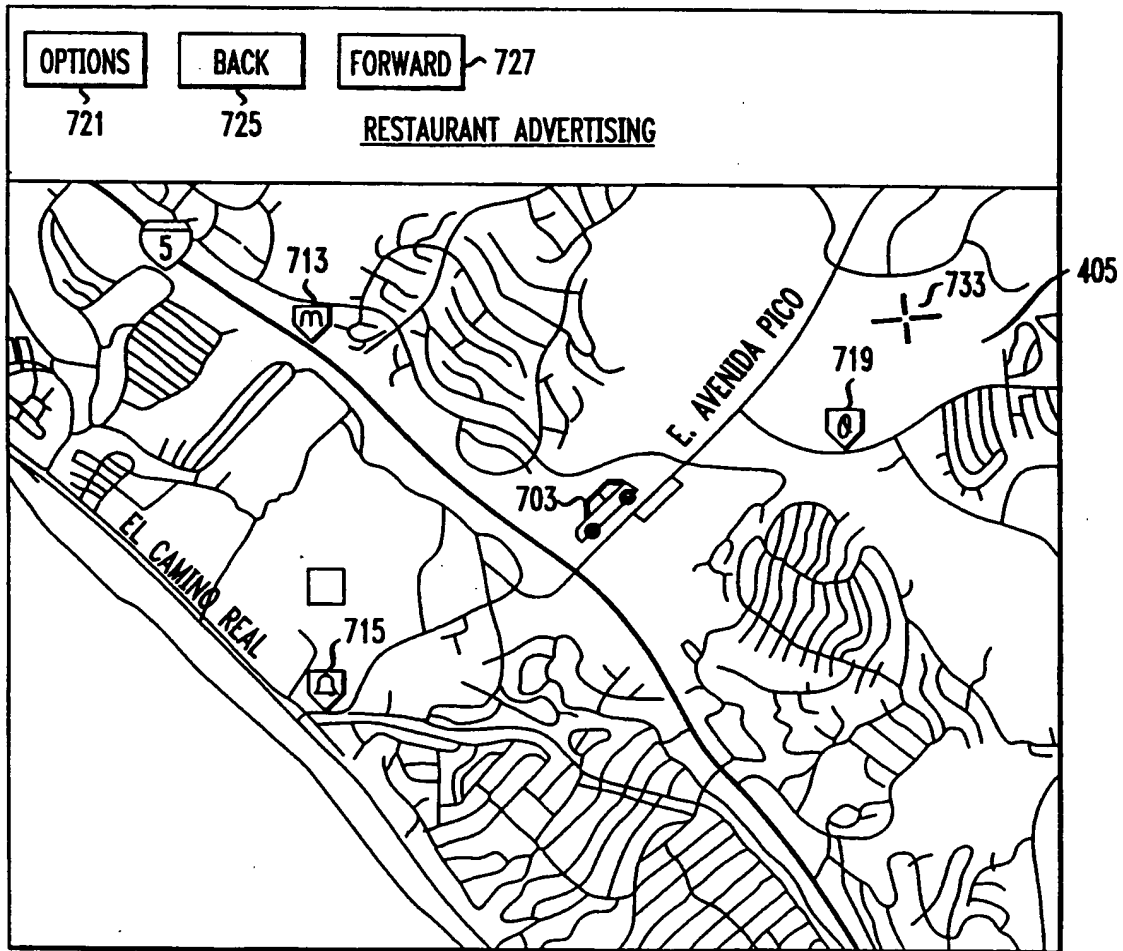 OPTIONS BACK FORWARD 727
721 725 RESTAURANT ADVERTISING
5
713
m
733
405
719
E. AVENIDA PICO
703
EL CAMINO REAL
715